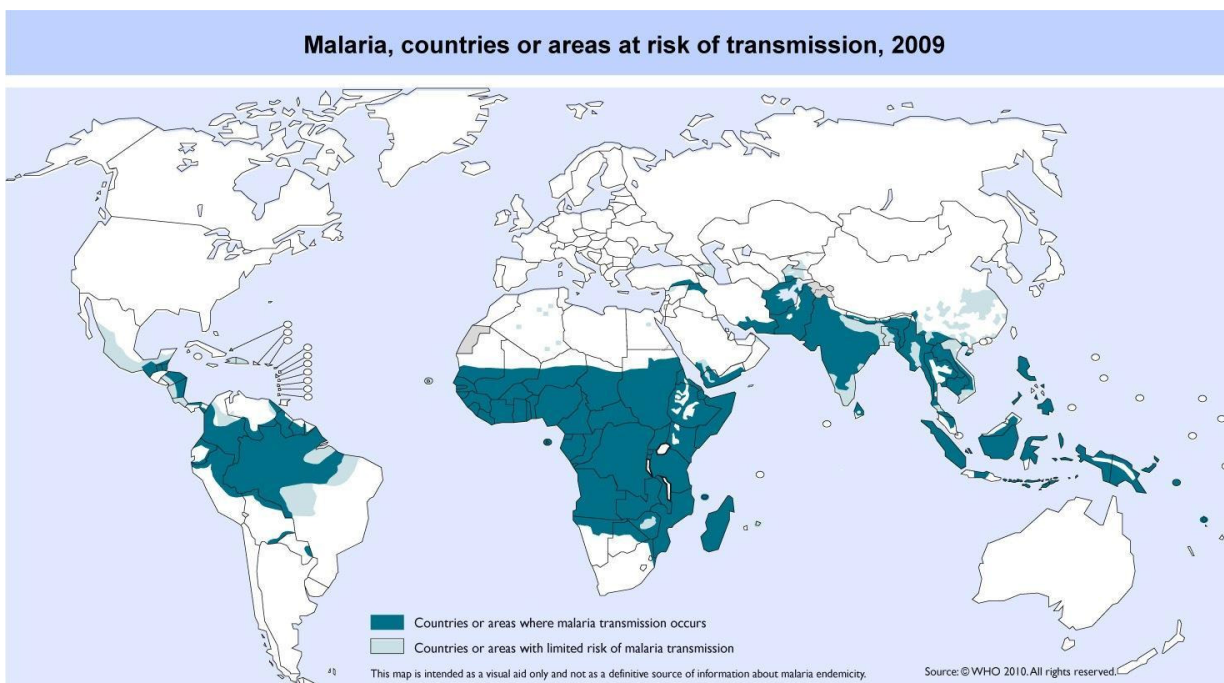 Malaria, countries or areas at risk of transmission, 2009
Countries or areas where malaria transmission occurs
Countries or areas with limited risk of malaria transmission
This map is intended as a visual aid only and not as a definitive source of information about malaria endemicity.
Source: © WHO 2010. All rights reserved.